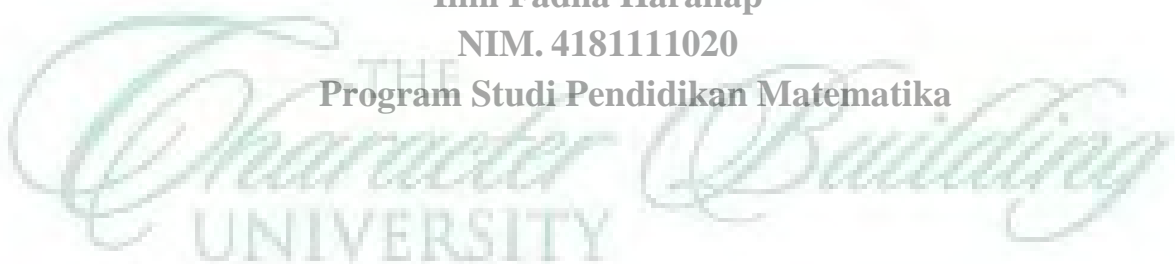 NIM. 4181111020
THE
Program Studi Pendidikan Matematika
Character Building
UNIVERSITY